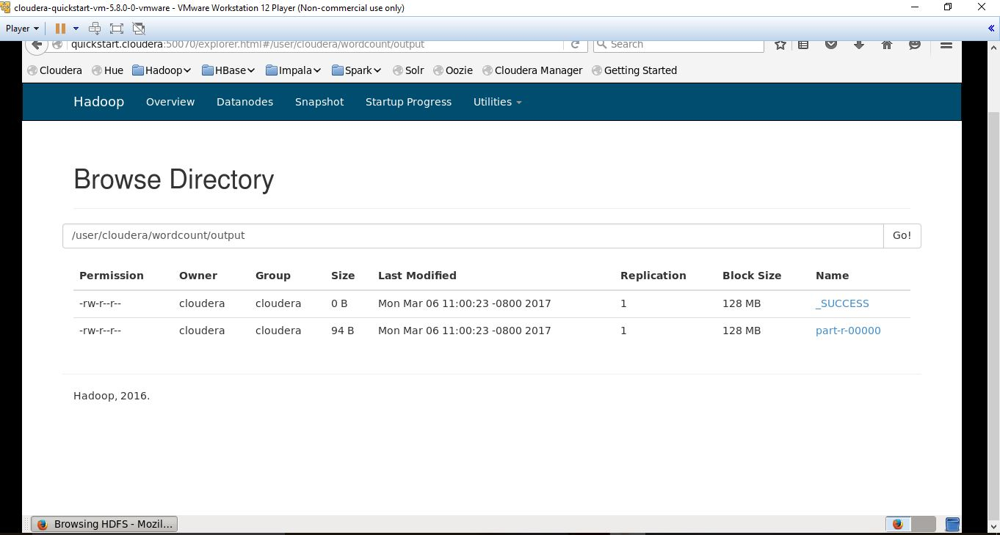 cloudera-quickstart-vm-5.8.0-0-vmware - VMware Workstation 12 Player (Non-commercial use only)
Player
quickstart.cloudera:50070/explorer.html#/user/cloudera/wordcount/output Search
Cloudera Hue Hadoop HBase Impala Spark Solr Oozie Cloudera Manager Getting Started
Hadoop Overview Datanodes Snapshot Startup Progress Utilities
Browse Directory
/user/cloudera/wordcount/output Go!
Permission Owner Group Size Last Modified Replication Block Size Name
-rw-r--r-- cloudera cloudera 0 B Mon Mar 06 11:00:23 -0800 2017 1 128 MB _SUCCESS
-rw-r--r-- cloudera cloudera 94 B Mon Mar 06 11:00:23 -0800 2017 1 128 MB part-r-00000
Hadoop, 2016.
Browsing HDFS - Mozil...